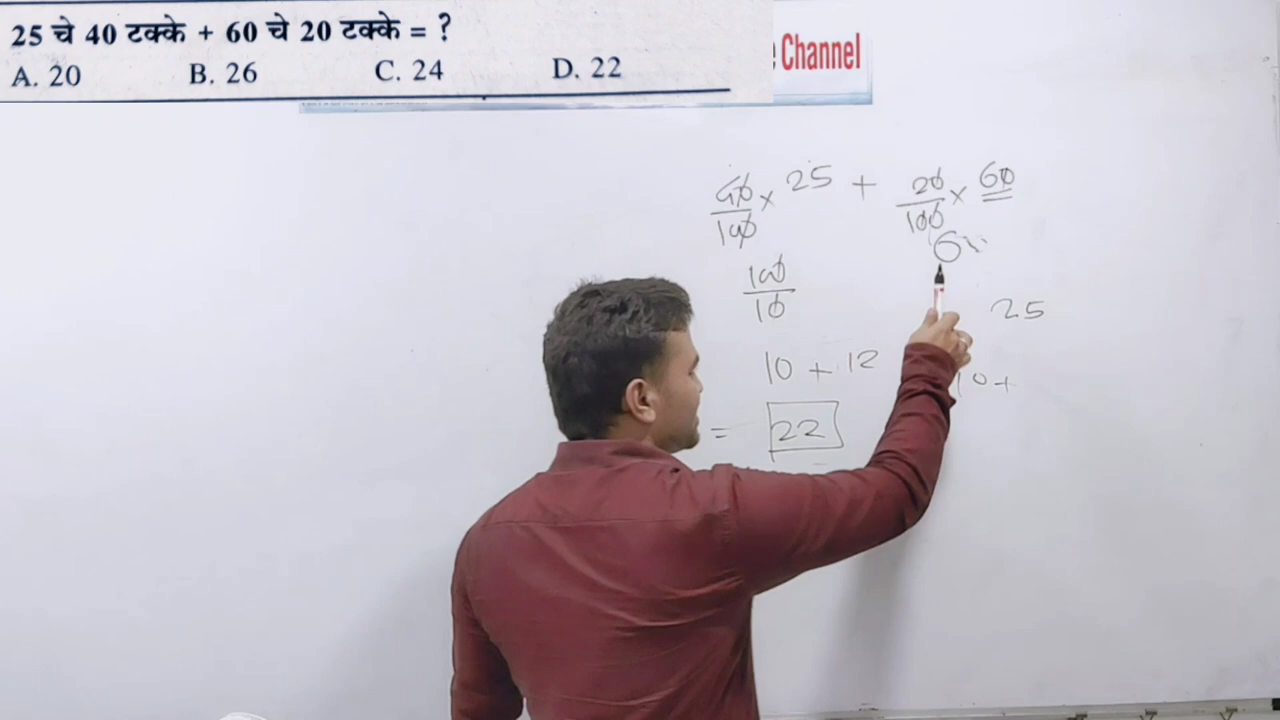 25 चे 40 टक्के + 60 चे 20 टक्के = ?
A. 20 B. 26 C. 24 D. 22
Channel
40/100 × 25 + 20/100 × 60
6
100/10
25
10 + 12
10+
= 22